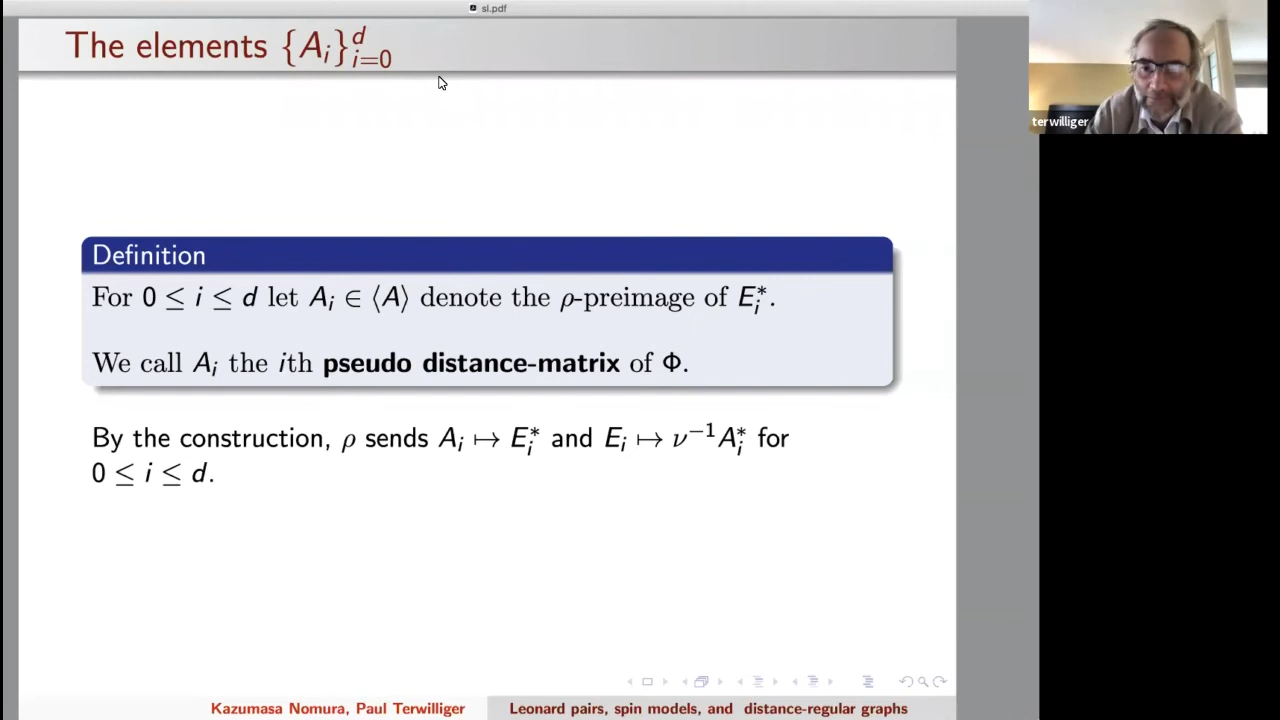 sl.pdf
The elements {A_i}_{i=0}^d
terwilliger
Definition
For 0 ≤ i ≤ d let A_i ∈ ⟨A⟩ denote the ρ-preimage of E_i^*.
We call A_i the ith pseudo distance-matrix of Φ.
By the construction, ρ sends A_i ↦ E_i^* and E_i ↦ ν^{-1}A_i^* for
0 ≤ i ≤ d.
Kazumasa Nomura, Paul Terwilliger Leonard pairs, spin models, and distance-regular graphs